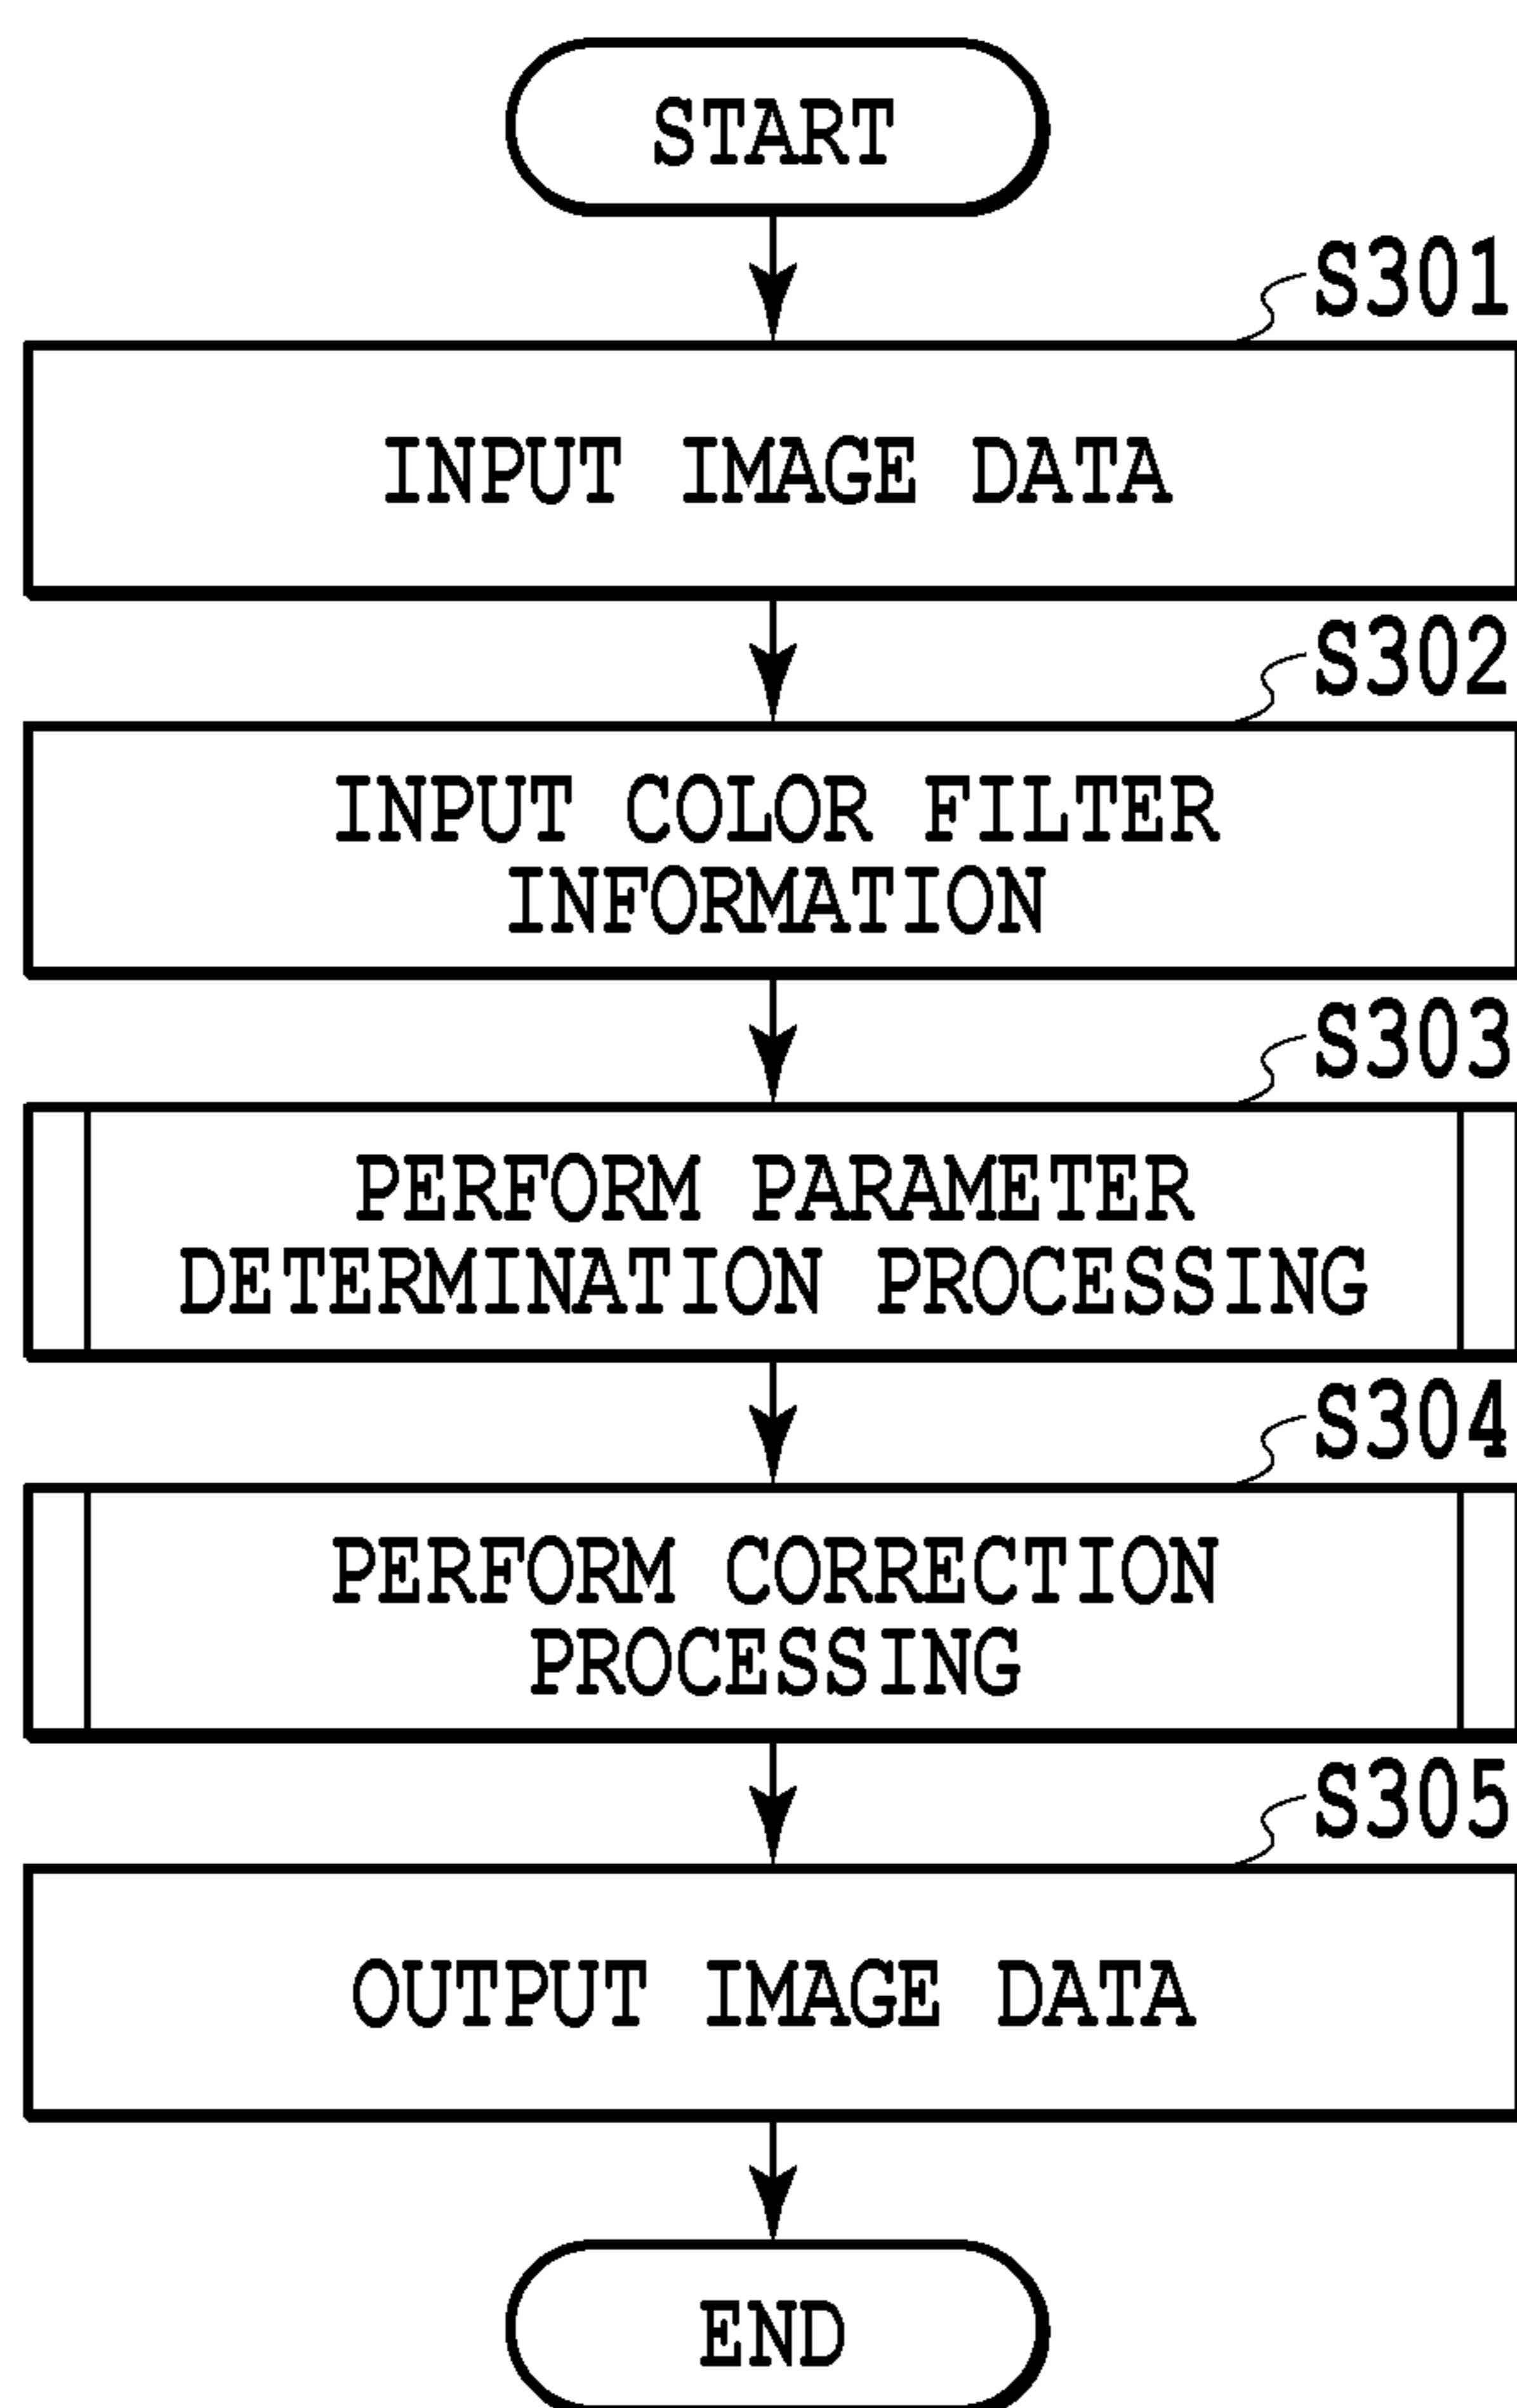 START
S301
INPUT IMAGE DATA
S302
INPUT COLOR FILTER
INFORMATION
S303
PERFORM PARAMETER
DETERMINATION PROCESSING
S304
PERFORM CORRECTION
PROCESSING
S305
OUTPUT IMAGE DATA
END